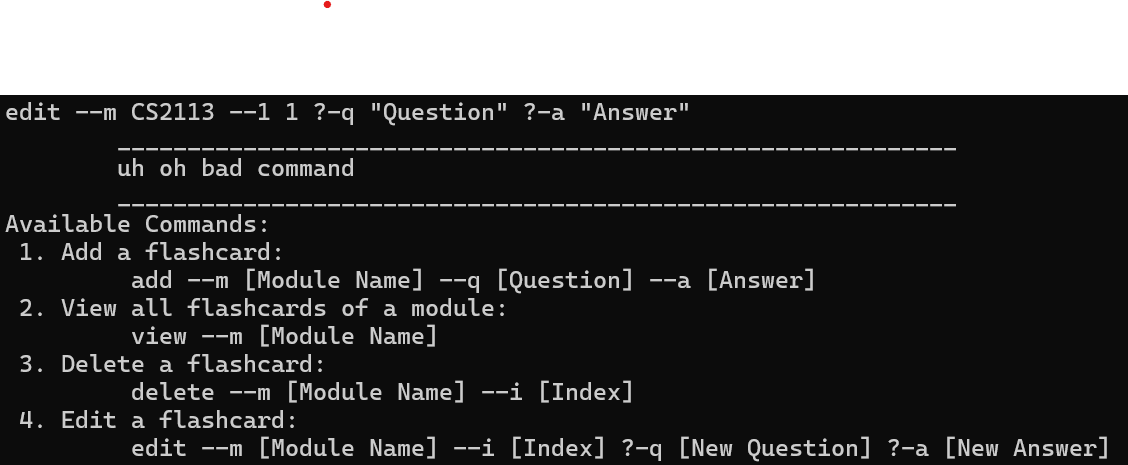 edit --m CS2113 --1 1 ?-q "Question" ?-a "Answer"
____________________________________________________________
uh oh bad command
____________________________________________________________
Available Commands:
1. Add a flashcard:
add --m [Module Name] --q [Question] --a [Answer]
2. View all flashcards of a module:
view --m [Module Name]
3. Delete a flashcard:
delete --m [Module Name] --i [Index]
4. Edit a flashcard:
edit --m [Module Name] --i [Index] ?-q [New Question] ?-a [New Answer]